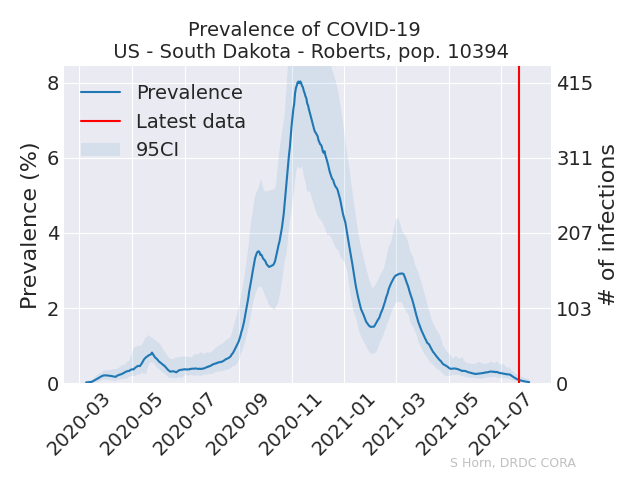 Prevalence of COVID-19
US - South Dakota - Roberts, pop. 10394
Prevalence
Latest data
95CI
Prevalence (%)
8
6
4
2
0
415
311
207
103
0
# of infections
2020-03
2020-05
2020-07
2020-09
2020-11
2021-01
2021-03
2021-05
2021-07
S Horn, DRDC CORA